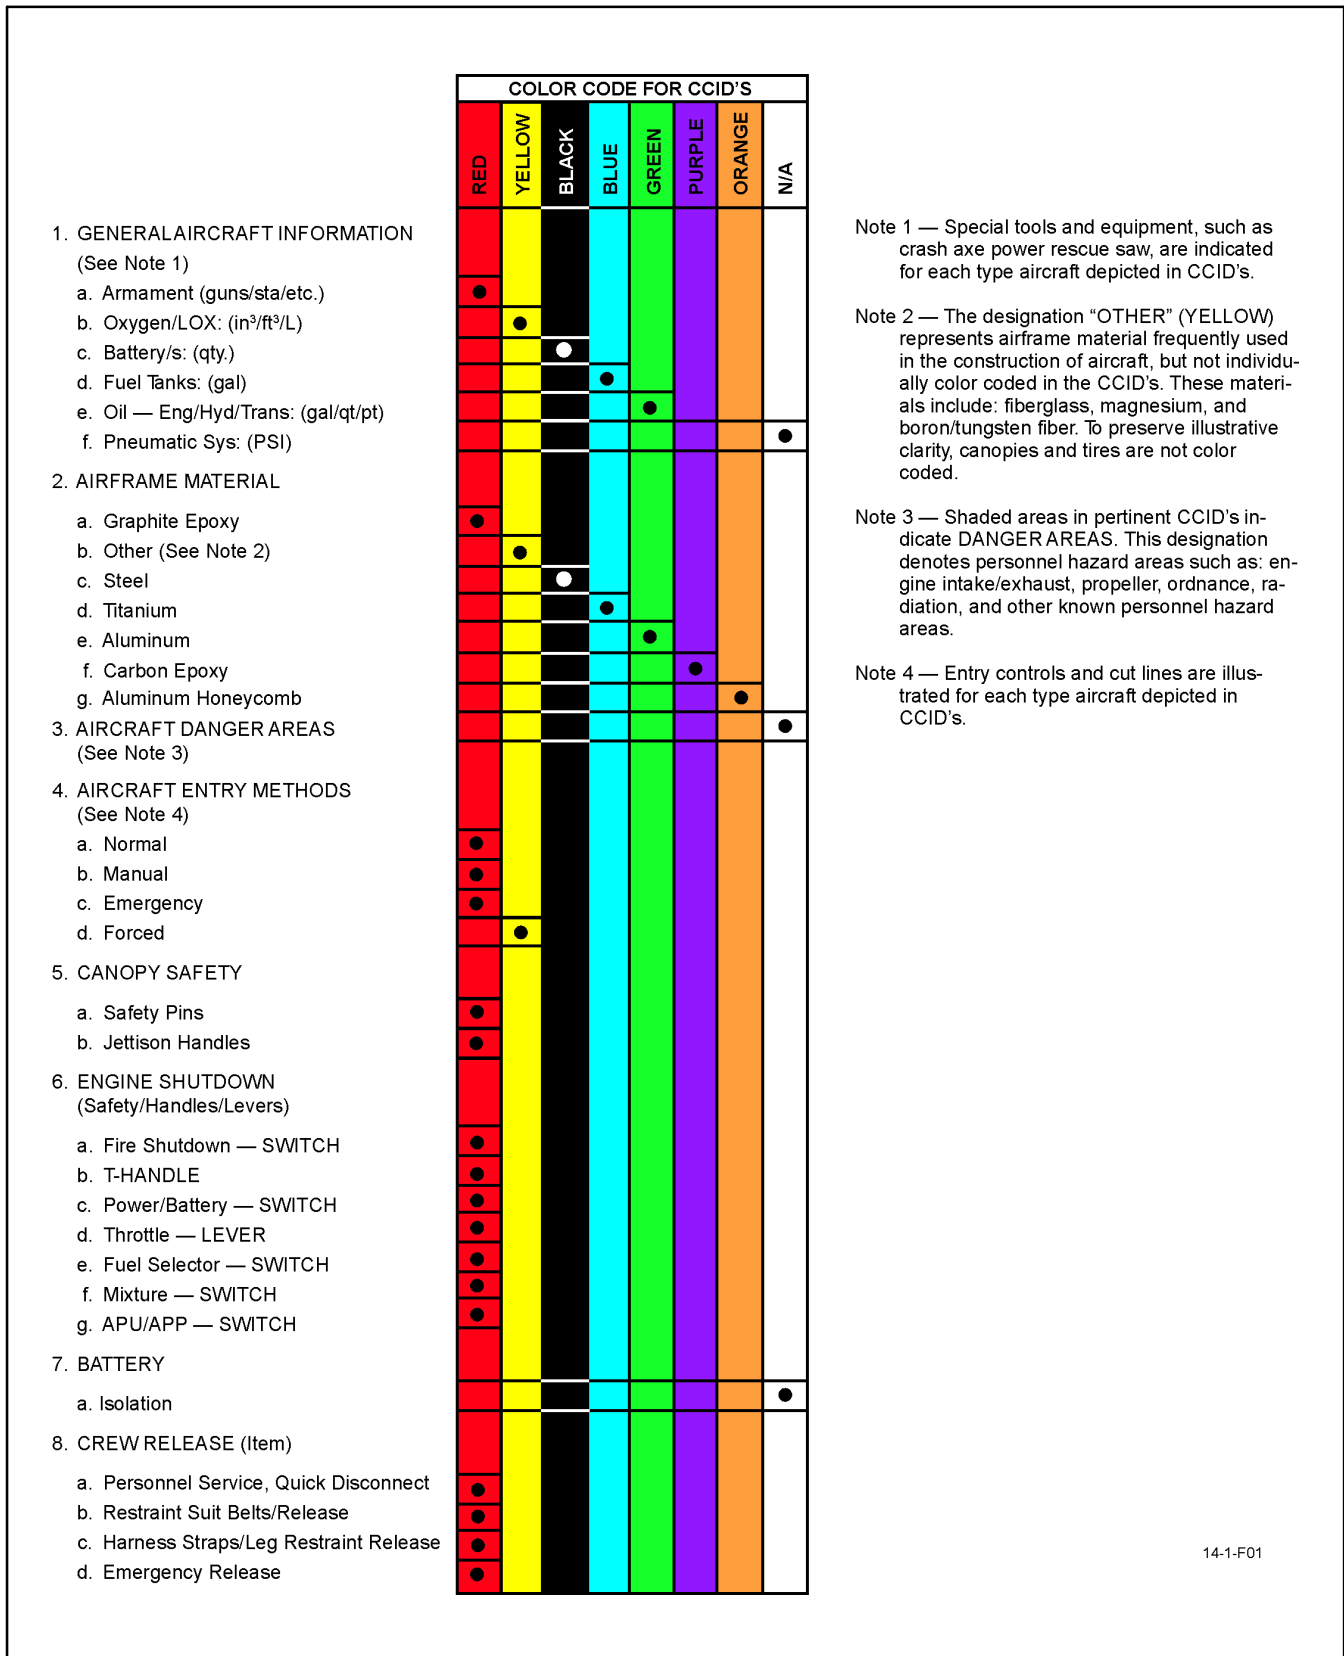 COLOR CODE FOR CCID'S
RED
YELLOW
BLACK
BLUE
GREEN
PURPLE
ORANGE
N/A
1. GENERAL AIRCRAFT INFORMATION
(See Note 1)
a. Armament (guns/sta/etc.)
b. Oxygen/LOX: (in³/ft³/L)
c. Battery/s: (qty.)
d. Fuel Tanks: (gal)
e. Oil — Eng/Hyd/Trans: (gal/qt/pt)
f. Pneumatic Sys: (PSI)
2. AIRFRAME MATERIAL
a. Graphite Epoxy
b. Other (See Note 2)
c. Steel
d. Titanium
e. Aluminum
f. Carbon Epoxy
g. Aluminum Honeycomb
3. AIRCRAFT DANGER AREAS
(See Note 3)
4. AIRCRAFT ENTRY METHODS
(See Note 4)
a. Normal
b. Manual
c. Emergency
d. Forced
5. CANOPY SAFETY
a. Safety Pins
b. Jettison Handles
6. ENGINE SHUTDOWN
(Safety/Handles/Levers)
a. Fire Shutdown — SWITCH
b. T-HANDLE
c. Power/Battery — SWITCH
d. Throttle — LEVER
e. Fuel Selector — SWITCH
f. Mixture — SWITCH
g. APU/APP — SWITCH
7. BATTERY
a. Isolation
8. CREW RELEASE (Item)
a. Personnel Service, Quick Disconnect
b. Restraint Suit Belts/Release
c. Harness Straps/Leg Restraint Release
d. Emergency Release
Note 1 — Special tools and equipment, such as
crash axe power rescue saw, are indicated
for each type aircraft depicted in CCID's.
Note 2 — The designation “OTHER” (YELLOW)
represents airframe material frequently used
in the construction of aircraft, but not individu-
ally color coded in the CCID's. These materi-
als include: fiberglass, magnesium, and
boron/tungsten fiber. To preserve illustrative
clarity, canopies and tires are not color
coded.
Note 3 — Shaded areas in pertinent CCID's in-
dicate DANGER AREAS. This designation
denotes personnel hazard areas such as: en-
gine intake/exhaust, propeller, ordnance, ra-
diation, and other known personnel hazard
areas.
Note 4 — Entry controls and cut lines are illus-
trated for each type aircraft depicted in
CCID's.
14-1-F01